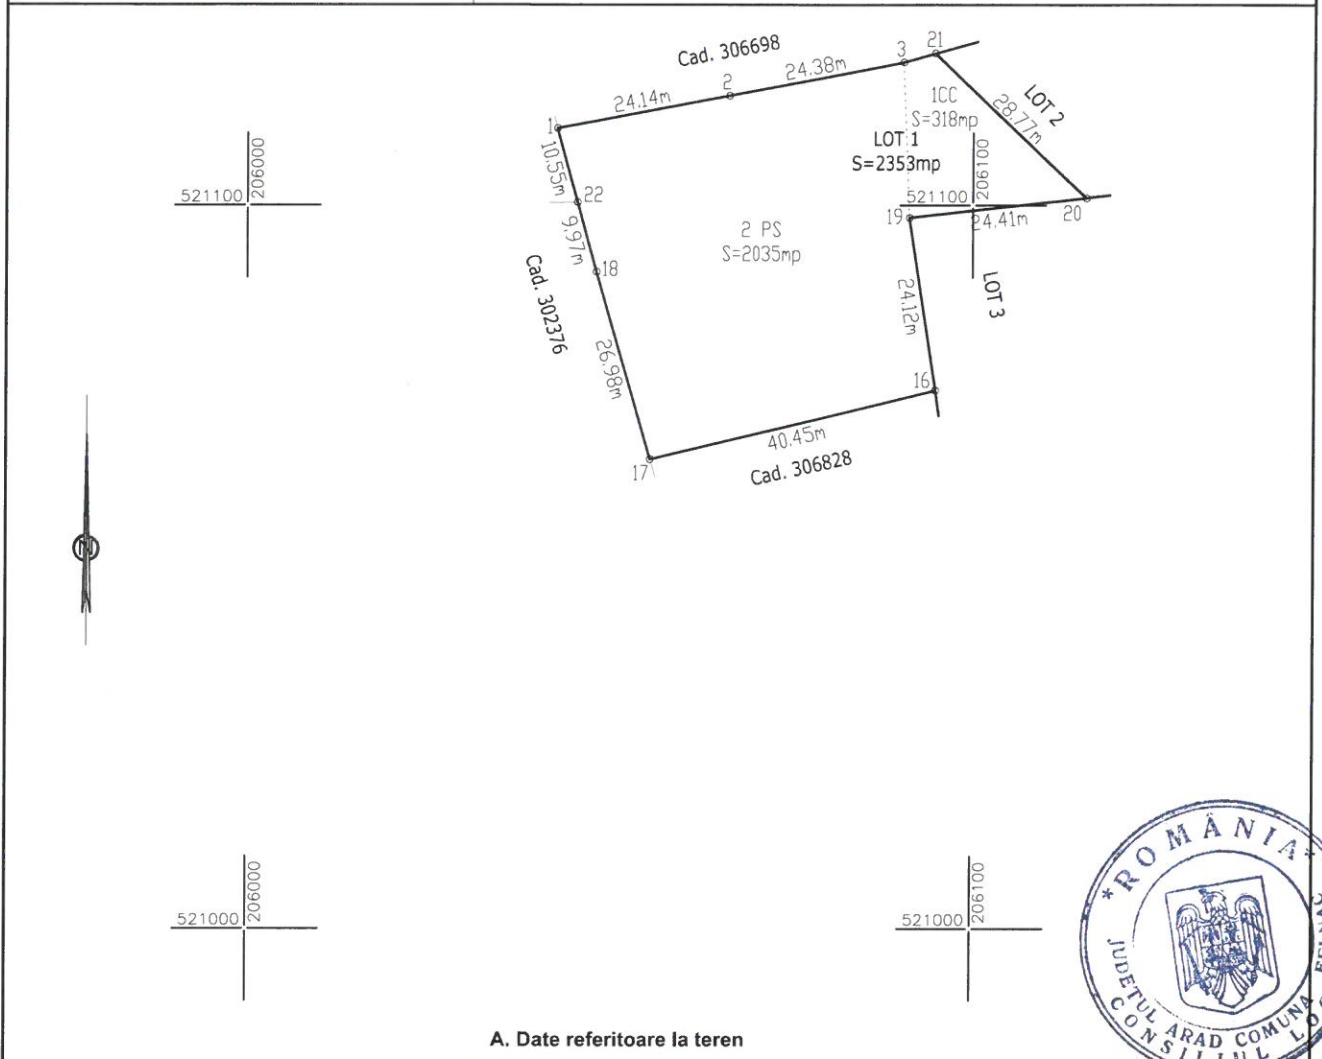 Cad. 306698
24.14m
2
24.38m
3
21
1
10.55m
22
9.97m
18
Cad. 302376
26.98m
17
40.45m
Cad. 306828
16
24.12m
19
24.41m
20
28.77m
LOT 2
LOT 3
1CC
S=318mp
LOT 1
S=2353mp
2 PS
S=2035mp
521100
206000
521100
206100
N
521000
206000
521000
206100
*ROMÂNIA*
JUDEŢUL ARAD COMUNA
CONSILIUL
A. Date referitoare la teren